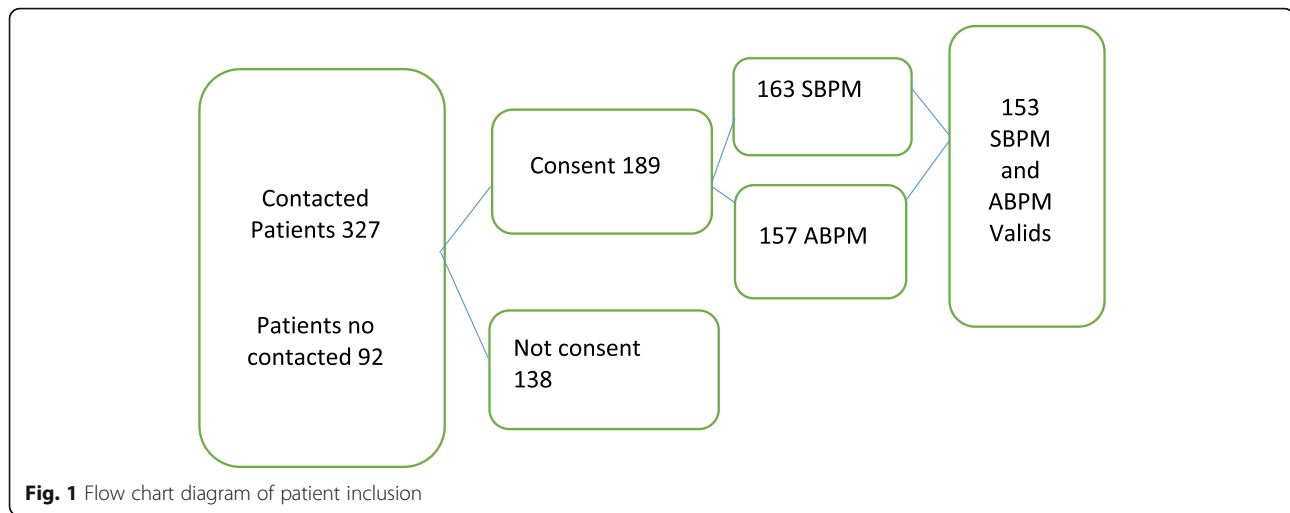 Contacted
Patients 327
Patients no
contacted 92
Consent 189
Not consent
138
163 SBPM
157 ABPM
153
SBPM
and
ABPM
Valids
Fig. 1 Flow chart diagram of patient inclusion